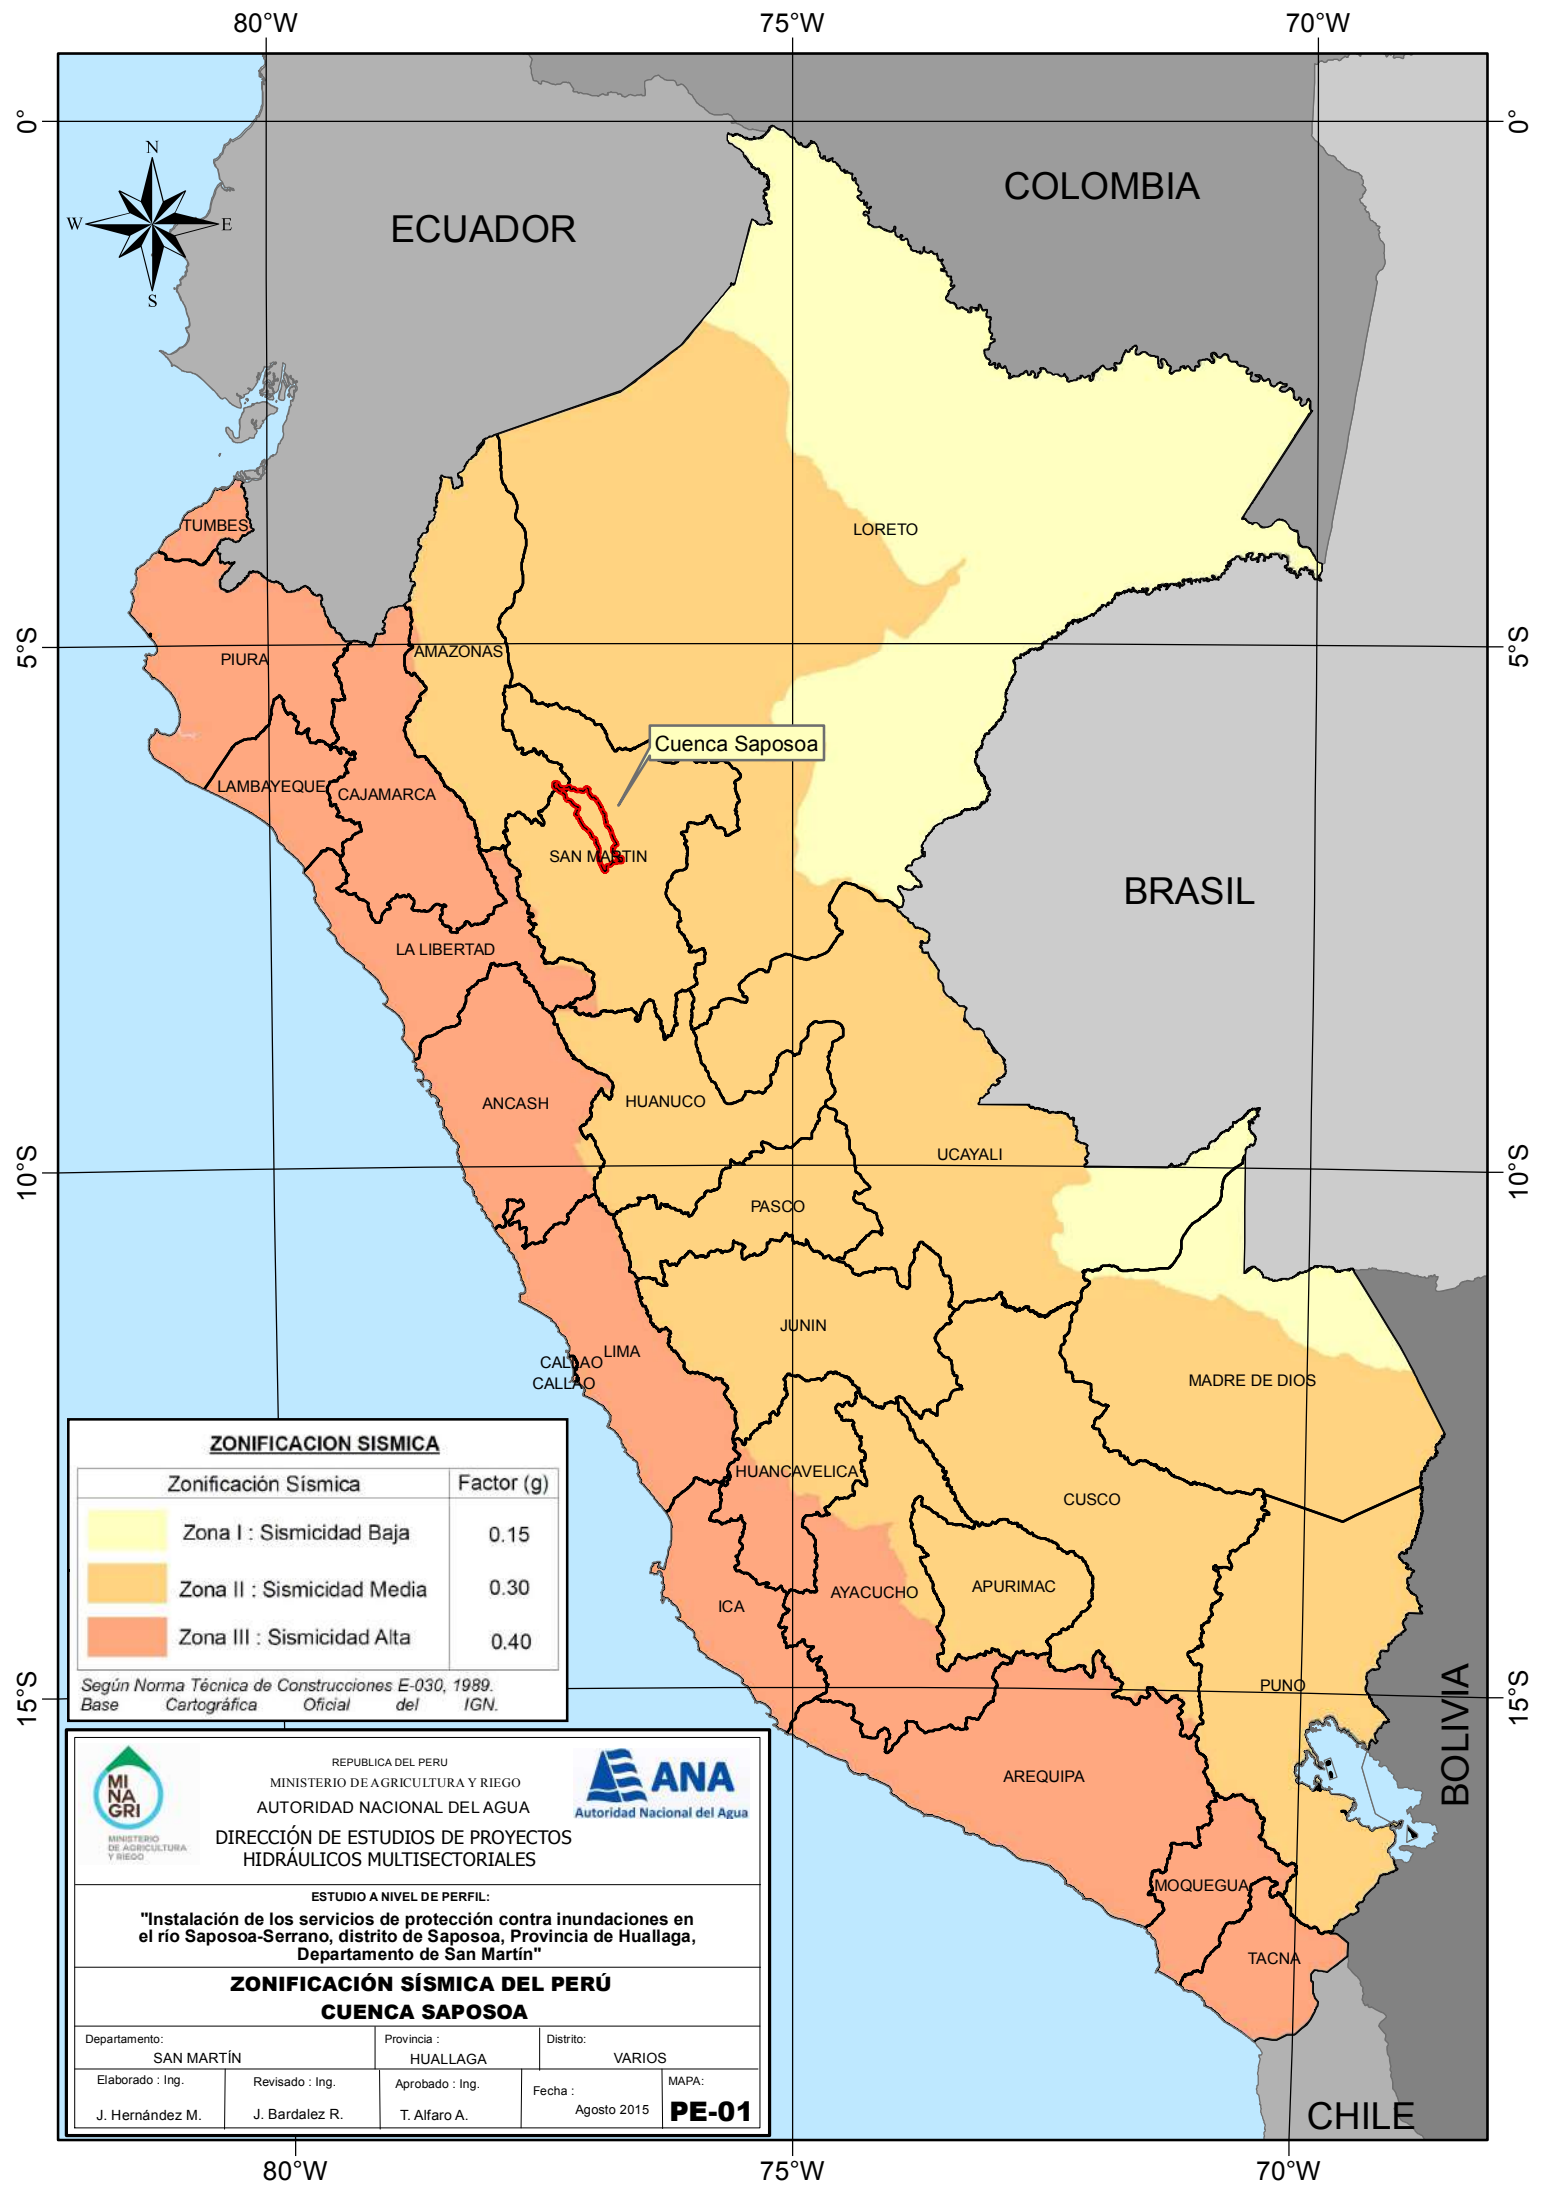 80°W
75°W
70°W
0°
0°
N
W
E
S
ECUADOR
COLOMBIA
TUMBES
LORETO
5°S
5°S
PIURA
AMAZONAS
Cuenca Saposoa
LAMBAYEQUE
CAJAMARCA
SAN MARTIN
BRASIL
LA LIBERTAD
ANCASH
HUANUCO
UCAYALI
10°S
10°S
PASCO
JUNIN
LIMA
CALLAO
CALLAO
MADRE DE DIOS
HUANCAVELICA
CUSCO
AYACUCHO
APURIMAC
ICA
PUNO
15°S
15°S
BOLIVIA
AREQUIPA
MOQUEGUA
TACNA
CHILE
ZONIFICACION SISMICA
Zonificación Sísmica
Factor (g)
Zona I : Sismicidad Baja
0.15
Zona II : Sismicidad Media
0.30
Zona III : Sismicidad Alta
0.40
Según Norma Técnica de Construcciones E-030, 1989.
Base Cartográfica Oficial del IGN.
MI
NA
GRI
MINISTERIO
DE AGRICULTURA
Y RIEGO
REPUBLICA DEL PERU
MINISTERIO DE AGRICULTURA Y RIEGO
AUTORIDAD NACIONAL DEL AGUA
DIRECCIÓN DE ESTUDIOS DE PROYECTOS
HIDRÁULICOS MULTISECTORIALES
ANA
Autoridad Nacional del Agua
ESTUDIO A NIVEL DE PERFIL:
"Instalación de los servicios de protección contra inundaciones en
el río Saposoa-Serrano, distrito de Saposoa, Provincia de Huallaga,
Departamento de San Martín"
ZONIFICACIÓN SÍSMICA DEL PERÚ
CUENCA SAPOSOA
Departamento:
SAN MARTÍN
Provincia :
HUALLAGA
Distrito:
VARIOS
Elaborado : Ing.
J. Hernández M.
Revisado : Ing.
J. Bardalez R.
Aprobado : Ing.
T. Alfaro A.
Fecha :
Agosto 2015
MAPA:
PE-01
80°W
75°W
70°W